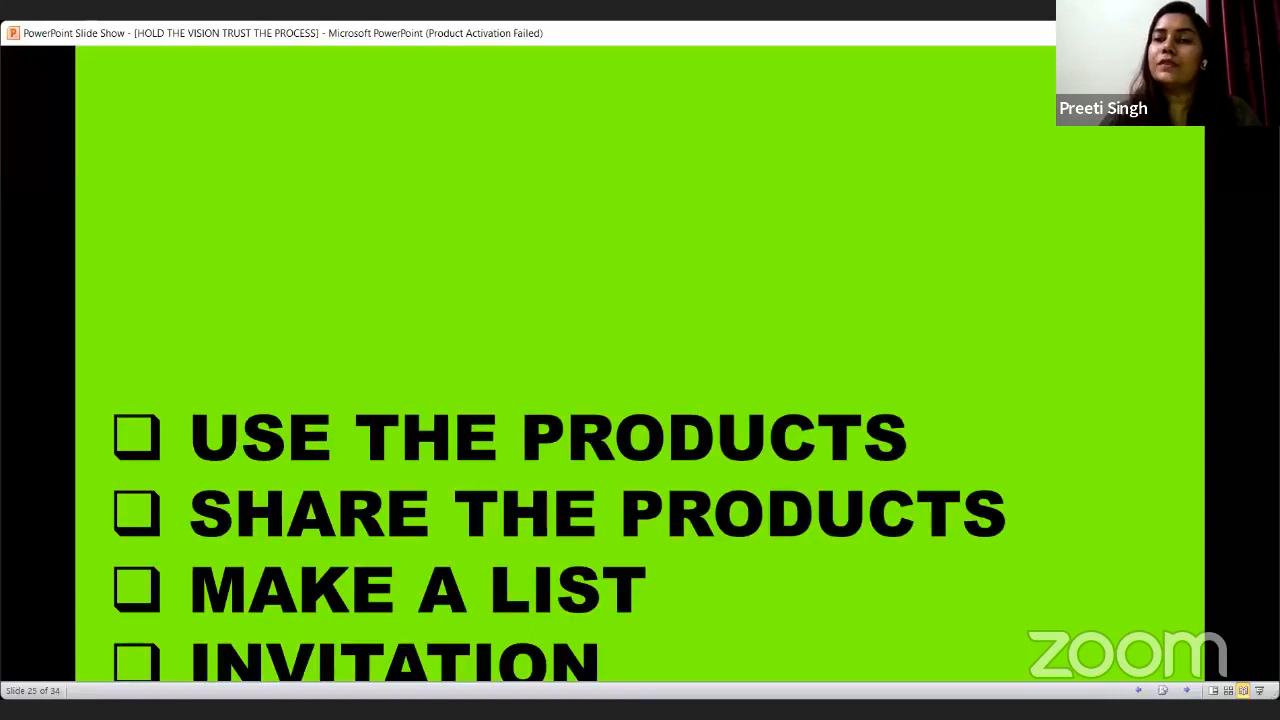 PowerPoint Slide Show - [HOLD THE VISION TRUST THE PROCESS] - Microsoft PowerPoint (Product Activation Failed)
Preeti Singh
USE THE PRODUCTS
SHARE THE PRODUCTS
MAKE A LIST
INVITATION
zoom
Slide 25 of 34